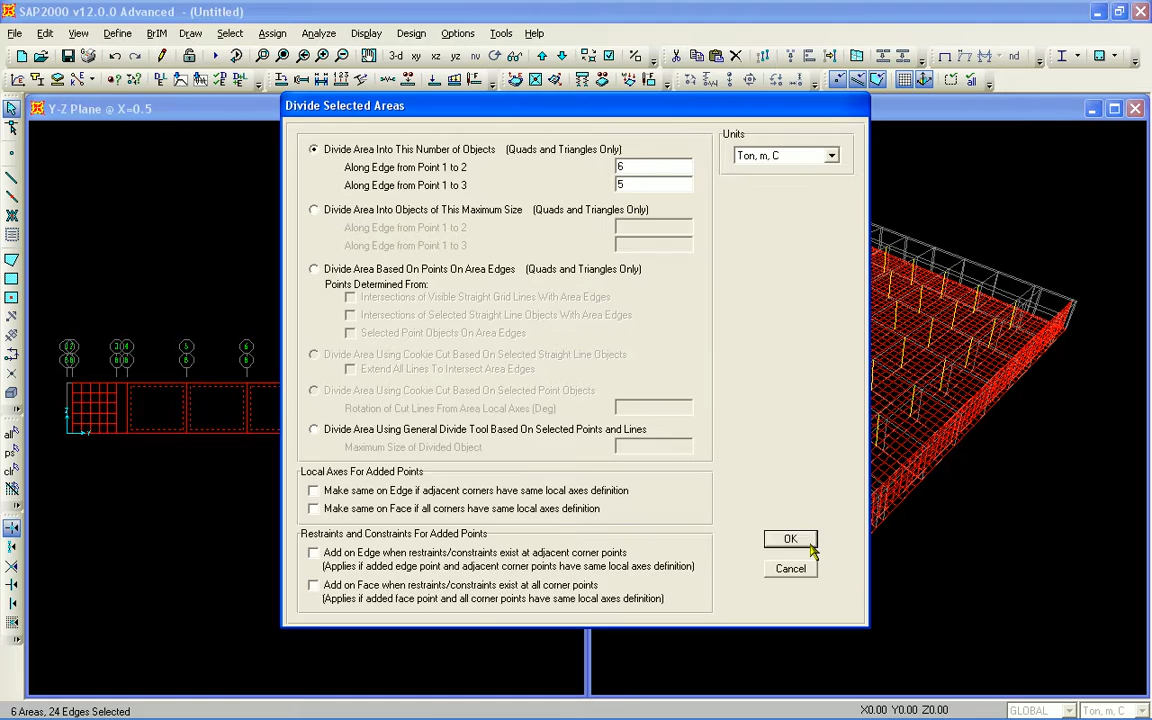 SAP2000 v12.0.0 Advanced - (Untitled)
File Edit View Define BrIM Draw Select Assign Analyze Display Design Options Tools Help
3-d xy xz yz nv nd
Y-Z Plane @ X=0.5
Divide Selected Areas
Divide Area Into This Number of Objects (Quads and Triangles Only)
Along Edge from Point 1 to 2 6
Along Edge from Point 1 to 3 5
Divide Area Into Objects of This Maximum Size (Quads and Triangles Only)
Along Edge from Point 1 to 2
Along Edge from Point 1 to 3
Divide Area Based On Points On Area Edges (Quads and Triangles Only)
Points Determined From:
Intersections of Visible Straight Grid Lines With Area Edges
Intersections of Selected Straight Line Objects With Area Edges
Selected Point Objects On Area Edges
Divide Area Using Cookie Cut Based On Selected Straight Line Objects
Extend All Lines To Intersect Area Edges
Divide Area Using Cookie Cut Based On Selected Point Objects
Rotation of Cut Lines From Area Local Axes (Deg)
Divide Area Using General Divide Tool Based On Selected Points and Lines
Maximum Size of Divided Object
Local Axes For Added Points
Make same on Edge if adjacent corners have same local axes definition
Make same on Face if all corners have same local axes definition
Restraints and Constraints For Added Points
Add on Edge when restraints/constraints exist at adjacent corner points
(Applies if added edge point and adjacent corner points have same local axes definition)
Add on Face when restraints/constraints exist at all corner points
(Applies if added face point and all corner points have same local axes definition)
Units
Ton, m, C
OK
Cancel
all
ps
clr
Z
Y
6 Areas, 24 Edges Selected
X0.00 Y0.00 Z0.00
GLOBAL
Ton, m, C